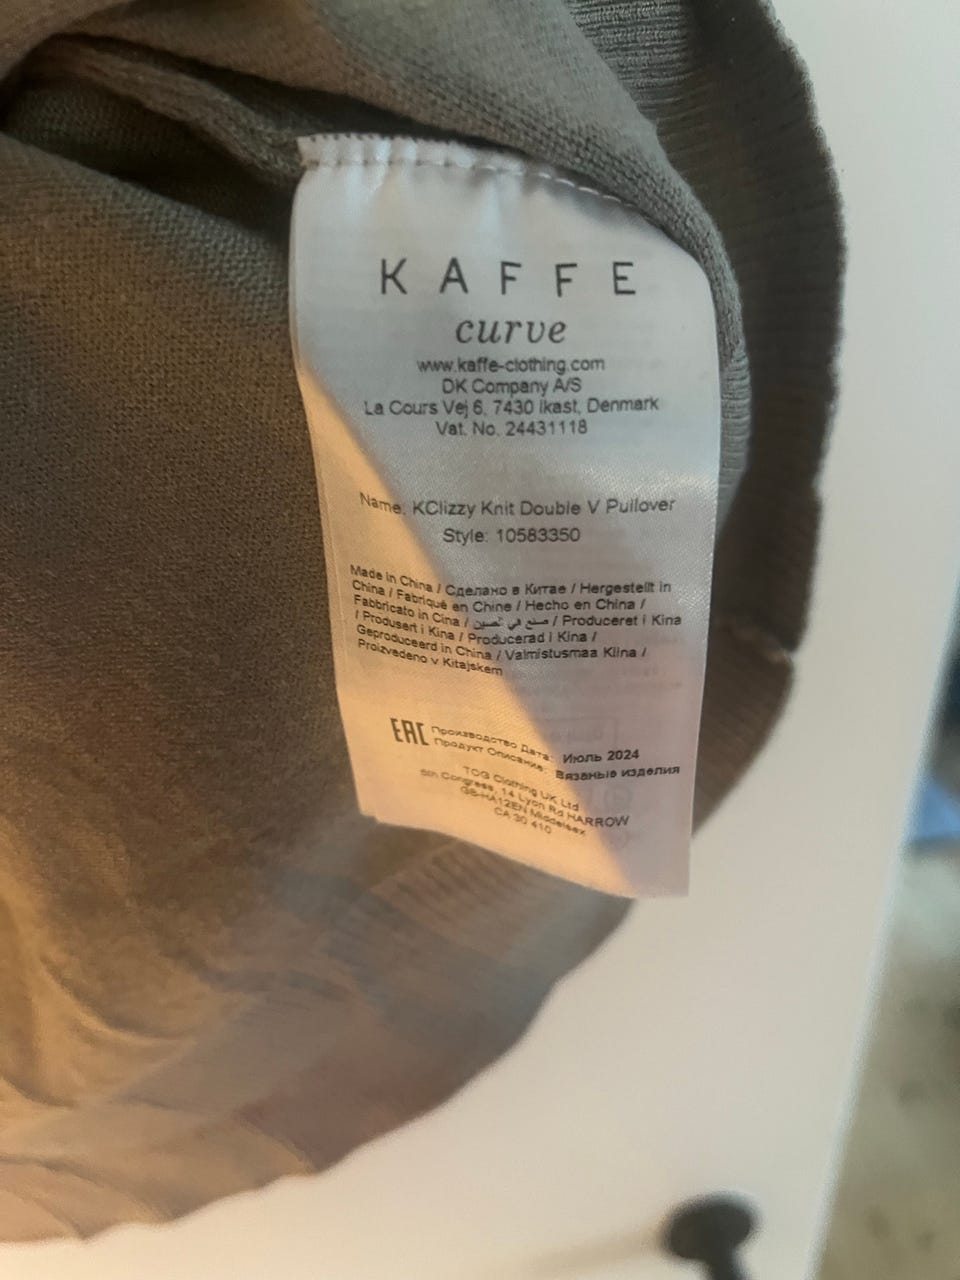 KAFFE
curve
www.kaffe-clothing.com
DK Company A/S
La Cours Vej 6, 7430 Ikast, Denmark
Vat. No. 24431118
Name: KClizzy Knit Double V Pullover
Style: 10583350
Made in China / Сделано в Китае / Hergestellt in
China / Fabriqué en Chine / Hecho en China /
Fabbricato in Cina / صنع في الصين / Produceret i Kina
/ Produsert i Kina / Producerad i Kina /
Geproduceerd in China / Valmistusmaa Kiina /
Proizvedeno v Kitajskem
EAC Производство Дата: Июль 2024
Продукт Описание: Вязаные изделия
TCG Clothing UK Ltd
6th Congress, 14 Lyon Rd HARROW
GB-HA12EN Middelsex
CA 30 410